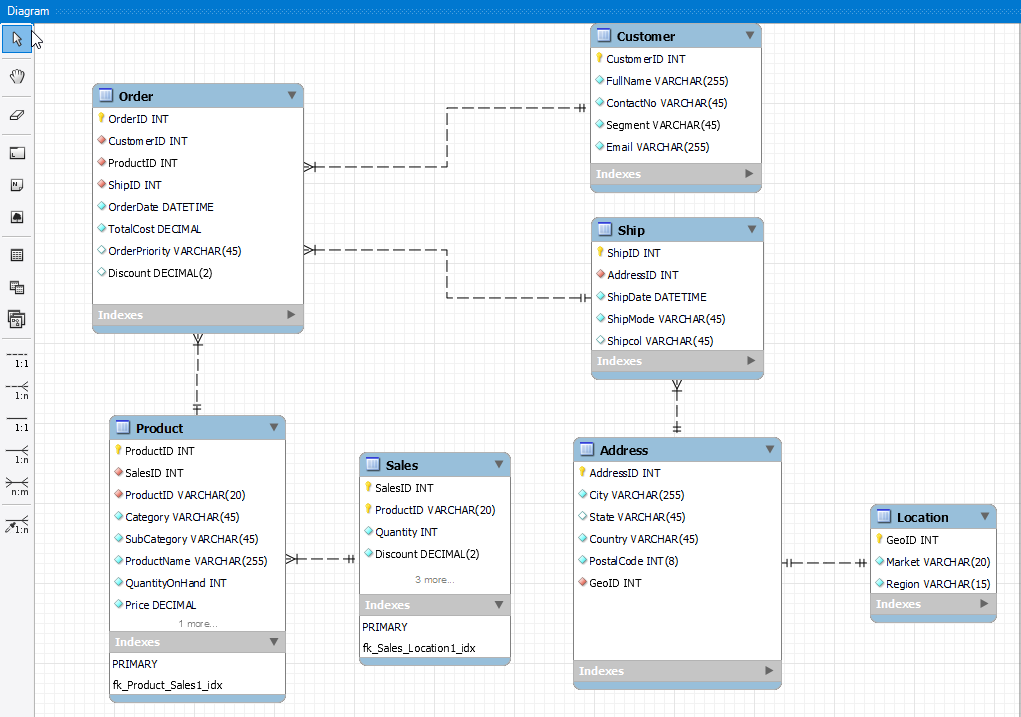 Diagram
Order
OrderID INT
CustomerID INT
ProductID INT
ShipID INT
OrderDate DATETIME
TotalCost DECIMAL
OrderPriority VARCHAR(45)
Discount DECIMAL(2)
Indexes
Customer
CustomerID INT
FullName VARCHAR(255)
ContactNo VARCHAR(45)
Segment VARCHAR(45)
Email VARCHAR(255)
Indexes
Ship
ShipID INT
AddressID INT
ShipDate DATETIME
ShipMode VARCHAR(45)
Shipcol VARCHAR(45)
Indexes
1:1
1:n
1:1
1:n
n:m
1:n
Product
ProductID INT
SalesID INT
ProductID VARCHAR(20)
Category VARCHAR(45)
SubCategory VARCHAR(45)
ProductName VARCHAR(255)
QuantityOnHand INT
Price DECIMAL
1 more...
Indexes
PRIMARY
fk_Product_Sales1_idx
Sales
SalesID INT
ProductID VARCHAR(20)
Quantity INT
Discount DECIMAL(2)
3 more...
Indexes
PRIMARY
fk_Sales_Location1_idx
Address
AddressID INT
City VARCHAR(255)
State VARCHAR(45)
Country VARCHAR(45)
PostalCode INT(8)
GeoID INT
Indexes
Location
GeoID INT
Market VARCHAR(20)
Region VARCHAR(15)
Indexes